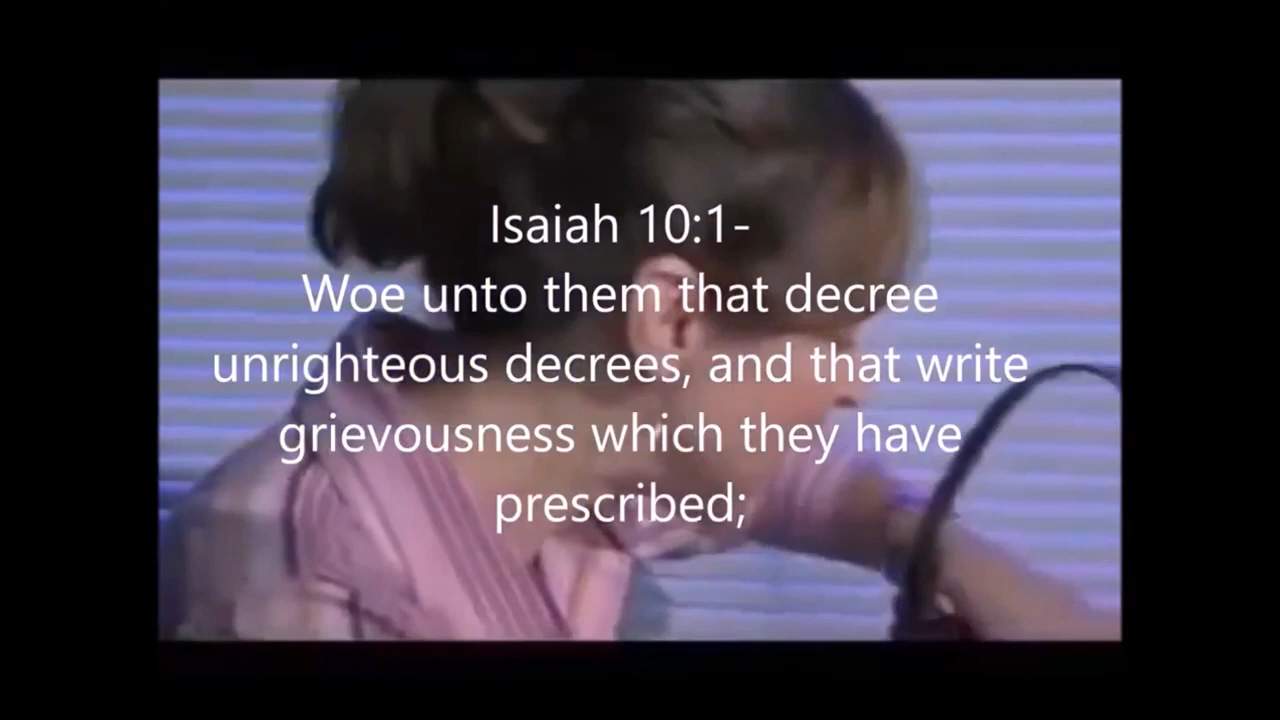 Isaiah 10:1-
Woe unto them that decree
unrighteous decrees, and that write
grievousness which they have
prescribed;